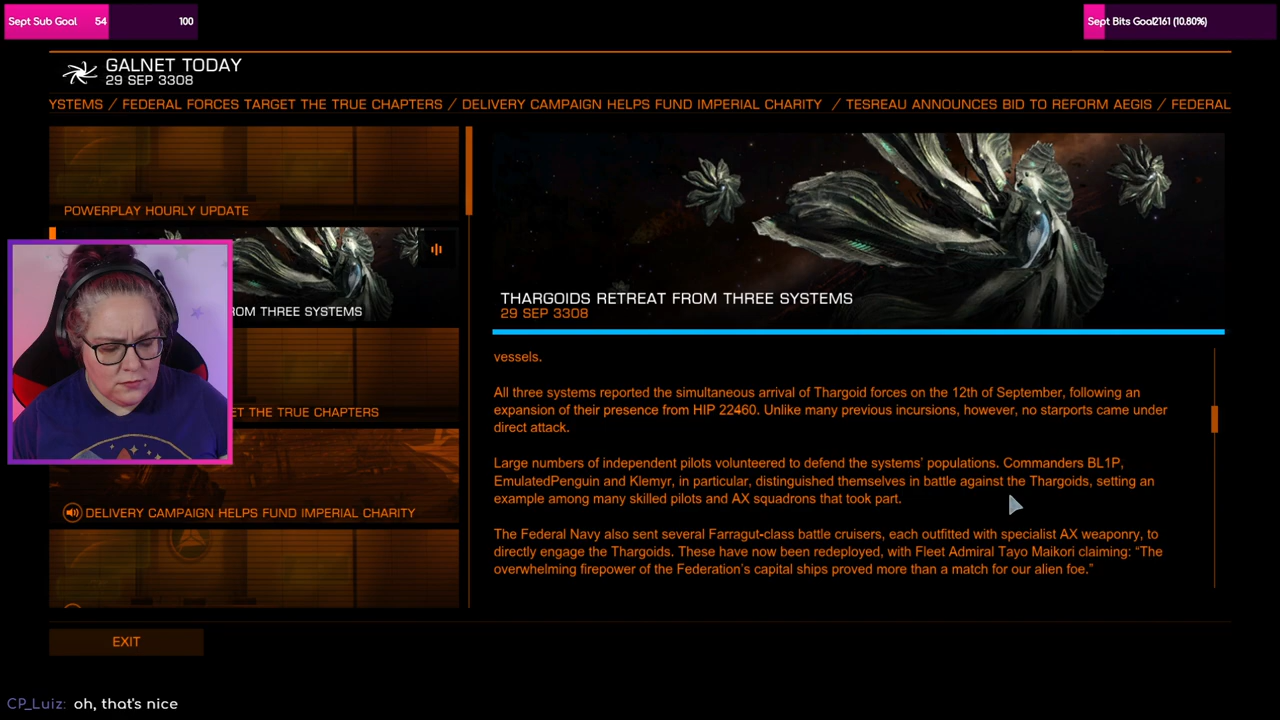 Sept Sub Goal 54 100
Sept Bits Goal2161 (10.80%)
GALNET TODAY
29 SEP 3308
YSTEMS / FEDERAL FORCES TARGET THE TRUE CHAPTERS / DELIVERY CAMPAIGN HELPS FUND IMPERIAL CHARITY / TESREAU ANNOUNCES BID TO REFORM AEGIS / FEDERAL
POWERPLAY HOURLY UPDATE
ROM THREE SYSTEMS
ET THE TRUE CHAPTERS
DELIVERY CAMPAIGN HELPS FUND IMPERIAL CHARITY
THARGOIDS RETREAT FROM THREE SYSTEMS
29 SEP 3308
vessels.
All three systems reported the simultaneous arrival of Thargoid forces on the 12th of September, following an
expansion of their presence from HIP 22460. Unlike many previous incursions, however, no starports came under
direct attack.
Large numbers of independent pilots volunteered to defend the systems' populations. Commanders BL1P,
EmulatedPenguin and Klemyr, in particular, distinguished themselves in battle against the Thargoids, setting an
example among many skilled pilots and AX squadrons that took part.
The Federal Navy also sent several Farragut-class battle cruisers, each outfitted with specialist AX weaponry, to
directly engage the Thargoids. These have now been redeployed, with Fleet Admiral Tayo Maikori claiming: “The
overwhelming firepower of the Federation's capital ships proved more than a match for our alien foe.”
EXIT
CP_Luiz: oh, that's nice